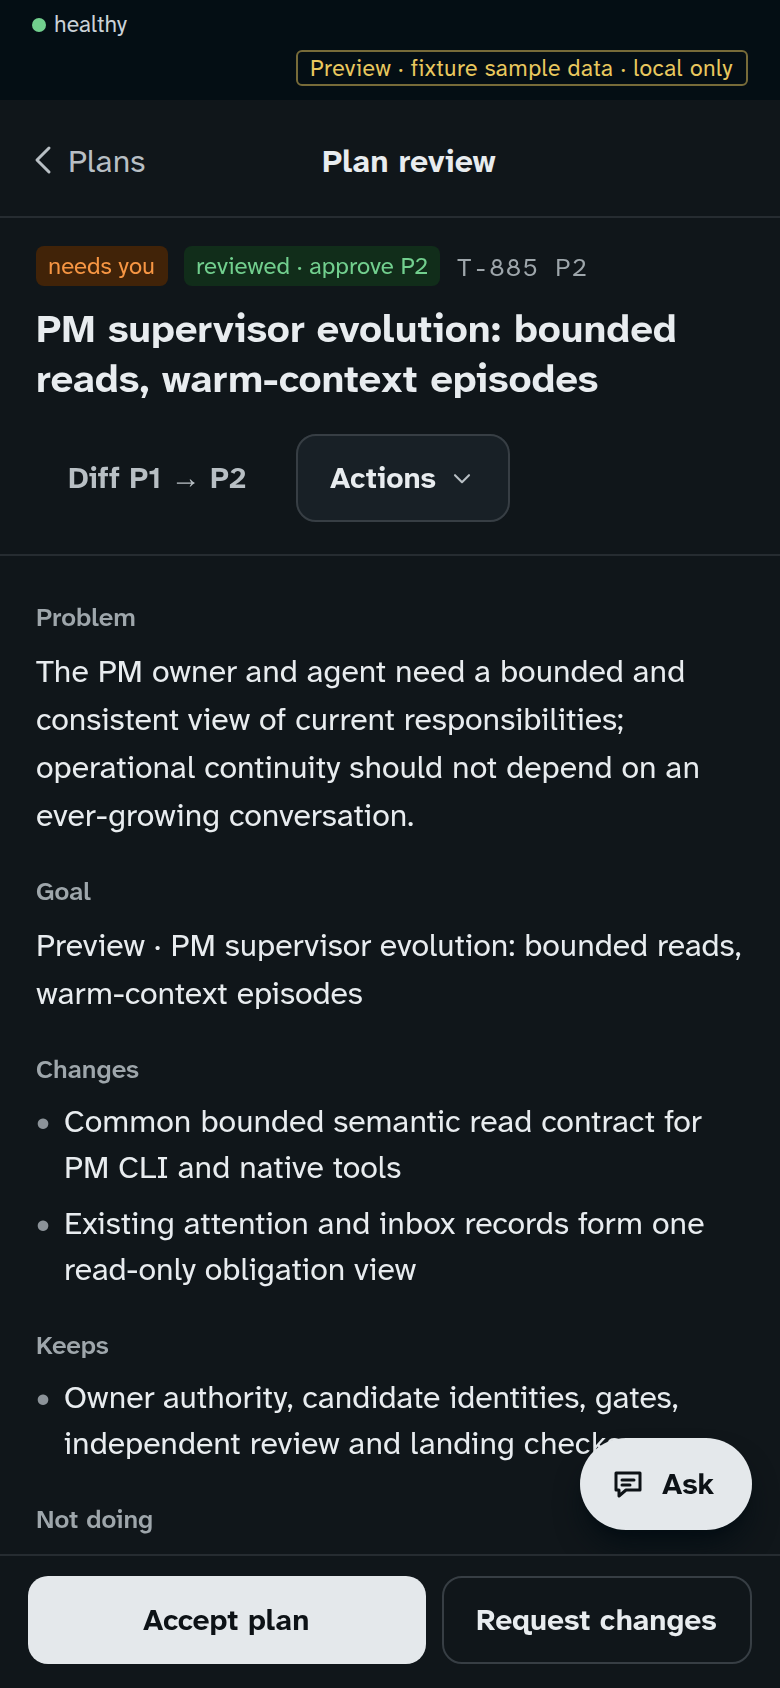 healthy
Preview · fixture sample data · local only
Plans
Plan review
needs you
reviewed · approve P2
T-885 P2
PM supervisor evolution: bounded
reads, warm-context episodes
Diff P1 → P2
Actions
Problem
The PM owner and agent need a bounded and
consistent view of current responsibilities;
operational continuity should not depend on an
ever-growing conversation.
Goal
Preview · PM supervisor evolution: bounded reads,
warm-context episodes
Changes
• Common bounded semantic read contract for
PM CLI and native tools
• Existing attention and inbox records form one
read-only obligation view
Keeps
• Owner authority, candidate identities, gates,
independent review and landing checks
Ask
Not doing
Accept plan
Request changes